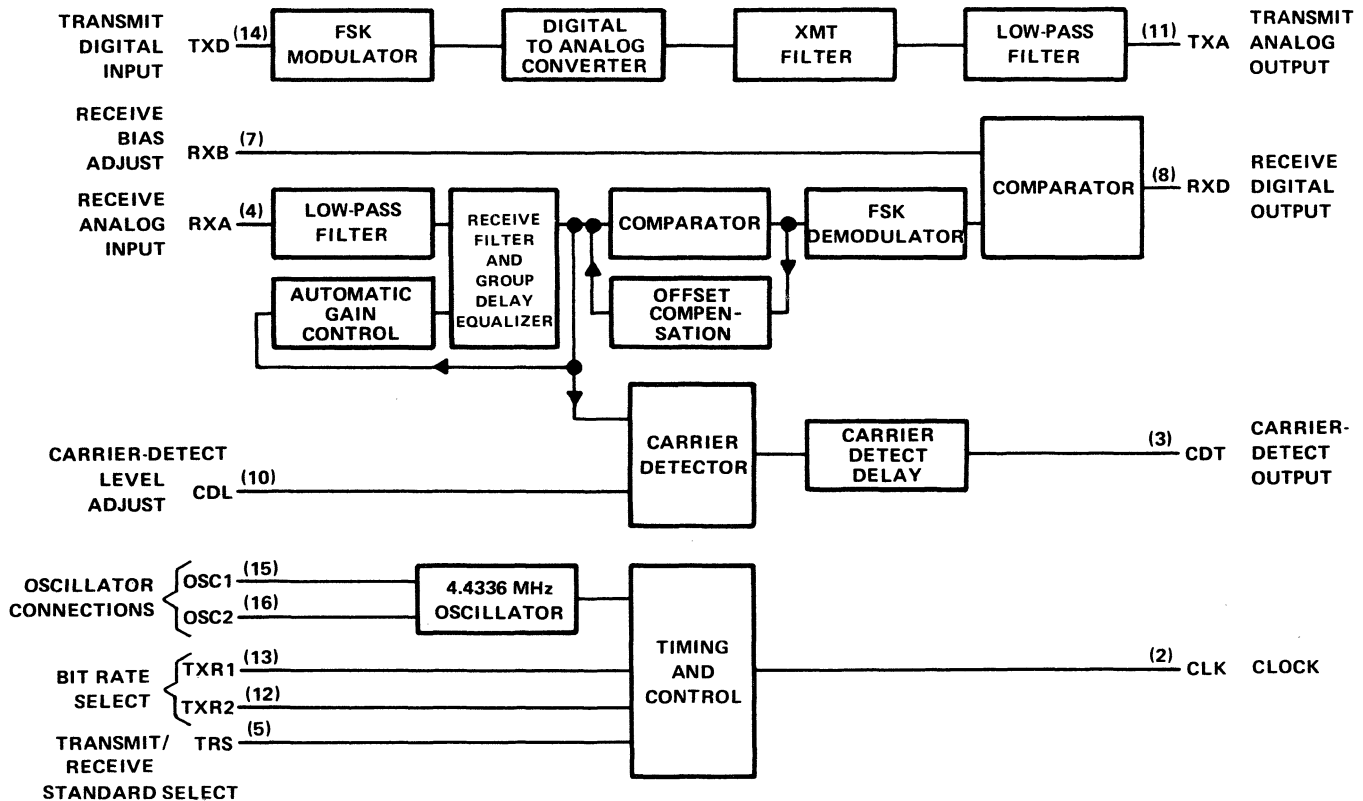 TRANSMIT
DIGITAL
INPUT
TXD
(14)
FSK
MODULATOR
DIGITAL
TO ANALOG
CONVERTER
XMT
FILTER
LOW-PASS
FILTER
(11)
TXA
TRANSMIT
ANALOG
OUTPUT
RECEIVE
BIAS
ADJUST
RXB
(7)
RECEIVE
ANALOG
INPUT
RXA
(4)
LOW-PASS
FILTER
AUTOMATIC
GAIN
CONTROL
RECEIVE
FILTER
AND
GROUP
DELAY
EQUALIZER
COMPARATOR
OFFSET
COMPEN-
SATION
FSK
DEMODULATOR
COMPARATOR
(8)
RXD
RECEIVE
DIGITAL
OUTPUT
CARRIER-DETECT
LEVEL
ADJUST
CDL
(10)
CARRIER
DETECTOR
CARRIER
DETECT
DELAY
(3)
CDT
CARRIER-
DETECT
OUTPUT
OSCILLATOR
CONNECTIONS
OSC1
(15)
OSC2
(16)
4.4336 MHz
OSCILLATOR
BIT RATE
SELECT
TXR1
(13)
TXR2
(12)
TRANSMIT/
RECEIVE
STANDARD SELECT
TRS
(5)
TIMING
AND
CONTROL
(2)
CLK
CLOCK